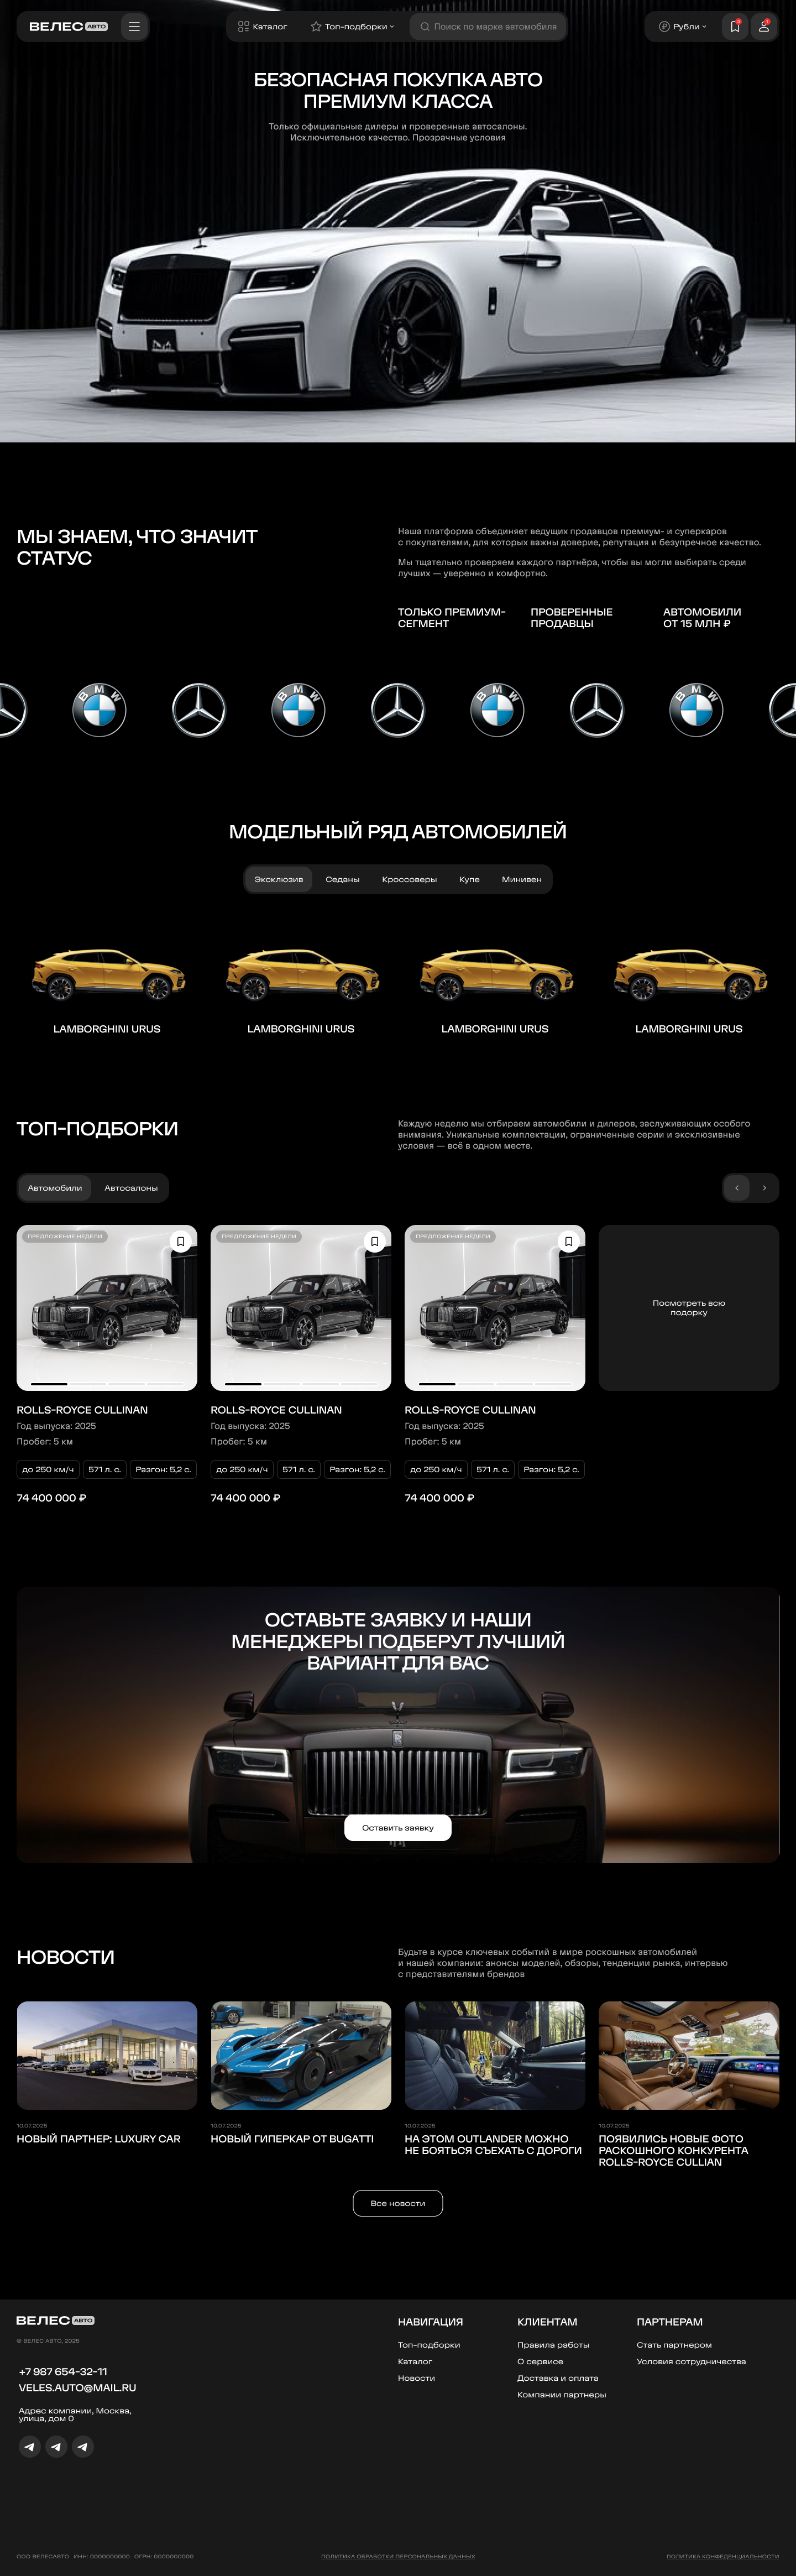 ВЕЛЕС АВТО
Каталог
Топ-подборки
Поиск по марке автомобиля
Рубли
БЕЗОПАСНАЯ ПОКУПКА АВТО
ПРЕМИУМ КЛАССА
Только официальные дилеры и проверенные автосалоны.
Исключительное качество. Прозрачные условия
МЫ ЗНАЕМ, ЧТО ЗНАЧИТ
СТАТУС
Наша платформа объединяет ведущих продавцов премиум- и суперкаров
с покупателями, для которых важны доверие, репутация и безупречное качество.
Мы тщательно проверяем каждого партнёра, чтобы вы могли выбирать среди
лучших — уверенно и комфортно.
ТОЛЬКО ПРЕМИУМ-
СЕГМЕНТ
ПРОВЕРЕННЫЕ
ПРОДАВЦЫ
АВТОМОБИЛИ
ОТ 15 МЛН ₽
BMW
BMW
BMW
BMW
МОДЕЛЬНЫЙ РЯД АВТОМОБИЛЕЙ
Эксклюзив
Седаны
Кроссоверы
Купе
Минивен
LAMBORGHINI URUS
LAMBORGHINI URUS
LAMBORGHINI URUS
LAMBORGHINI URUS
ТОП-ПОДБОРКИ
Каждую неделю мы отбираем автомобили и дилеров, заслуживающих особого
внимания. Уникальные комплектации, ограниченные серии и эксклюзивные
условия — всё в одном месте.
Автомобили
Автосалоны
ПРЕДЛОЖЕНИЕ НЕДЕЛИ
ПРЕДЛОЖЕНИЕ НЕДЕЛИ
ПРЕДЛОЖЕНИЕ НЕДЕЛИ
Посмотреть всю
подорку
ROLLS-ROYCE CULLINAN
Год выпуска: 2025
Пробег: 5 км
до 250 км/ч
571 л. с.
Разгон: 5,2 с.
74 400 000 ₽
ROLLS-ROYCE CULLINAN
Год выпуска: 2025
Пробег: 5 км
до 250 км/ч
571 л. с.
Разгон: 5,2 с.
74 400 000 ₽
ROLLS-ROYCE CULLINAN
Год выпуска: 2025
Пробег: 5 км
до 250 км/ч
571 л. с.
Разгон: 5,2 с.
74 400 000 ₽
ОСТАВЬТЕ ЗАЯВКУ И НАШИ
МЕНЕДЖЕРЫ ПОДБЕРУТ ЛУЧШИЙ
ВАРИАНТ ДЛЯ ВАС
Оставить заявку
НОВОСТИ
Будьте в курсе ключевых событий в мире роскошных автомобилей
и нашей компании: анонсы моделей, обзоры, тенденции рынка, интервью
с представителями брендов
10.07.2025
НОВЫЙ ПАРТНЕР: LUXURY CAR
10.07.2025
НОВЫЙ ГИПЕРКАР ОТ BUGATTI
10.07.2025
НА ЭТОМ OUTLANDER МОЖНО
НЕ БОЯТЬСЯ СЪЕХАТЬ С ДОРОГИ
10.07.2025
ПОЯВИЛИСЬ НОВЫЕ ФОТО
РАСКОШНОГО КОНКУРЕНТА
ROLLS-ROYCE CULLIAN
Все новости
ВЕЛЕС АВТО
© ВЕЛЕС АВТО, 2025
+7 987 654-32-11
VELES.AUTO@MAIL.RU
Адрес компании, Москва,
улица, дом 0
НАВИГАЦИЯ
Топ-подборки
Каталог
Новости
КЛИЕНТАМ
Правила работы
О сервисе
Доставка и оплата
Компании партнеры
ПАРТНЕРАМ
Стать партнером
Условия сотрудничества
ООО ВЕЛЕСАВТО ИНН: 0000000000 ОГРН: 0000000000
ПОЛИТИКА ОБРАБОТКИ ПЕРСОНАЛЬНЫХ ДАННЫХ
ПОЛИТИКА КОНФЕДЕНЦИАЛЬНОСТИ